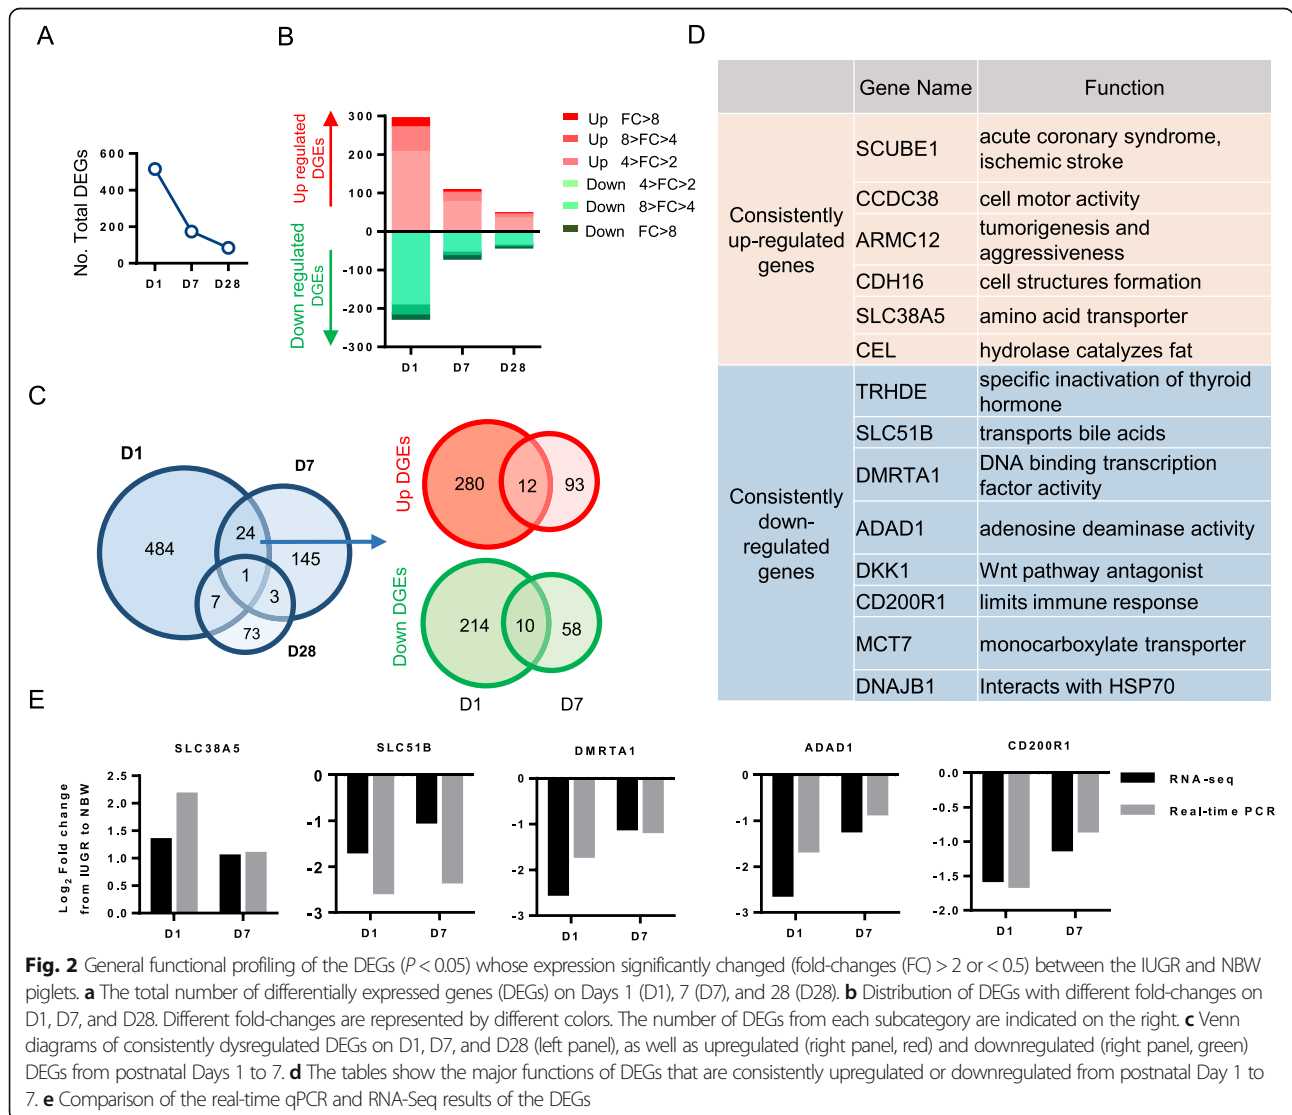 A
No. Total DEGs
600
400
200
0
D1 D7 D28
B
Up regulated DGEs
Down regulated DGEs
300
200
100
0
-100
-200
-300
D1 D7 D28
Up FC>8
Up 8>FC>4
Up 4>FC>2
Down 4>FC>2
Down 8>FC>4
Down FC>8
C
D1
D7
D28
484
24
145
1
7
3
73
Up DGEs
280 12 93
Down DGEs
214 10 58
D1 D7
D
Gene Name Function
Consistently up-regulated genes
SCUBE1 acute coronary syndrome, ischemic stroke
CCDC38 cell motor activity
ARMC12 tumorigenesis and aggressiveness
CDH16 cell structures formation
SLC38A5 amino acid transporter
CEL hydrolase catalyzes fat
Consistently down-regulated genes
TRHDE specific inactivation of thyroid hormone
SLC51B transports bile acids
DMRTA1 DNA binding transcription factor activity
ADAD1 adenosine deaminase activity
DKK1 Wnt pathway antagonist
CD200R1 limits immune response
MCT7 monocarboxylate transporter
DNAJB1 Interacts with HSP70
E
Log2 Fold change
from IUGR to NBW
SLC38A5
2.5
2.0
1.5
1.0
0.5
0.0
D1 D7
SLC51B
0
-1
-2
-3
D1 D7
DMRTA1
0
-1
-2
-3
D1 D7
ADAD1
0
-1
-2
-3
D1 D7
CD200R1
0.0
-0.5
-1.0
-1.5
-2.0
D1 D7
RNA-seq
Real-time PCR
Fig. 2 General functional profiling of the DEGs (P < 0.05) whose expression significantly changed (fold-changes (FC) > 2 or < 0.5) between the IUGR and NBW
piglets. a The total number of differentially expressed genes (DEGs) on Days 1 (D1), 7 (D7), and 28 (D28). b Distribution of DEGs with different fold-changes on
D1, D7, and D28. Different fold-changes are represented by different colors. The number of DEGs from each subcategory are indicated on the right. c Venn
diagrams of consistently dysregulated DEGs on D1, D7, and D28 (left panel), as well as upregulated (right panel, red) and downregulated (right panel, green)
DEGs from postnatal Days 1 to 7. d The tables show the major functions of DEGs that are consistently upregulated or downregulated from postnatal Day 1 to
7. e Comparison of the real-time qPCR and RNA-Seq results of the DEGs